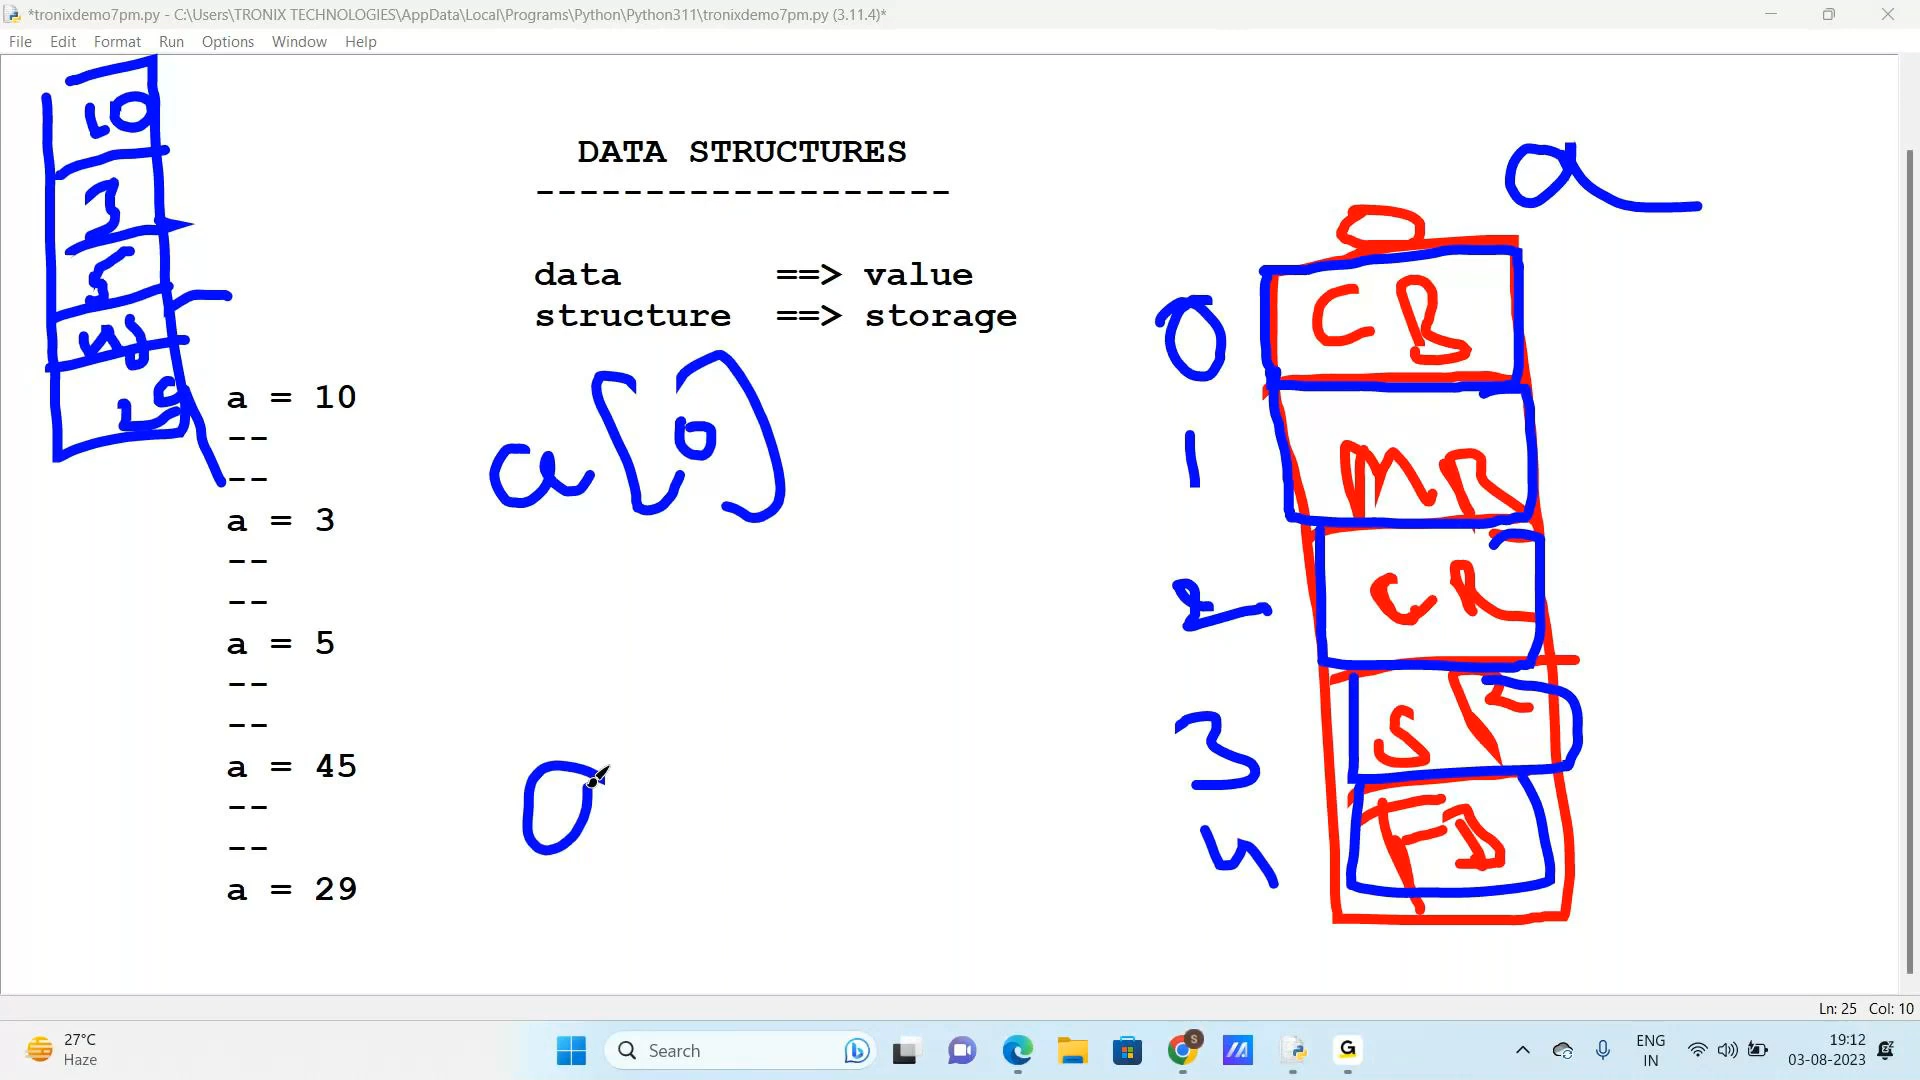 *tronixdemo7pm.py - C:\Users\TRONIX TECHNOLOGIES\AppData\Local\Programs\Python\Python311\tronixdemo7pm.py (3.11.4)*
File Edit Format Run Options Window Help
DATA STRUCTURES
-------------------
data ==> value
structure ==> storage
a = 10
--
--
a = 3
--
--
a = 5
--
--
a = 45
--
--
a = 29
10
3
5
45
29
a[0]
0
a
0 CB
1 MR
2 CR
3
4 FD
Ln: 25 Col: 10
27°C
Haze
Search
ENG
IN
19:12
03-08-2023